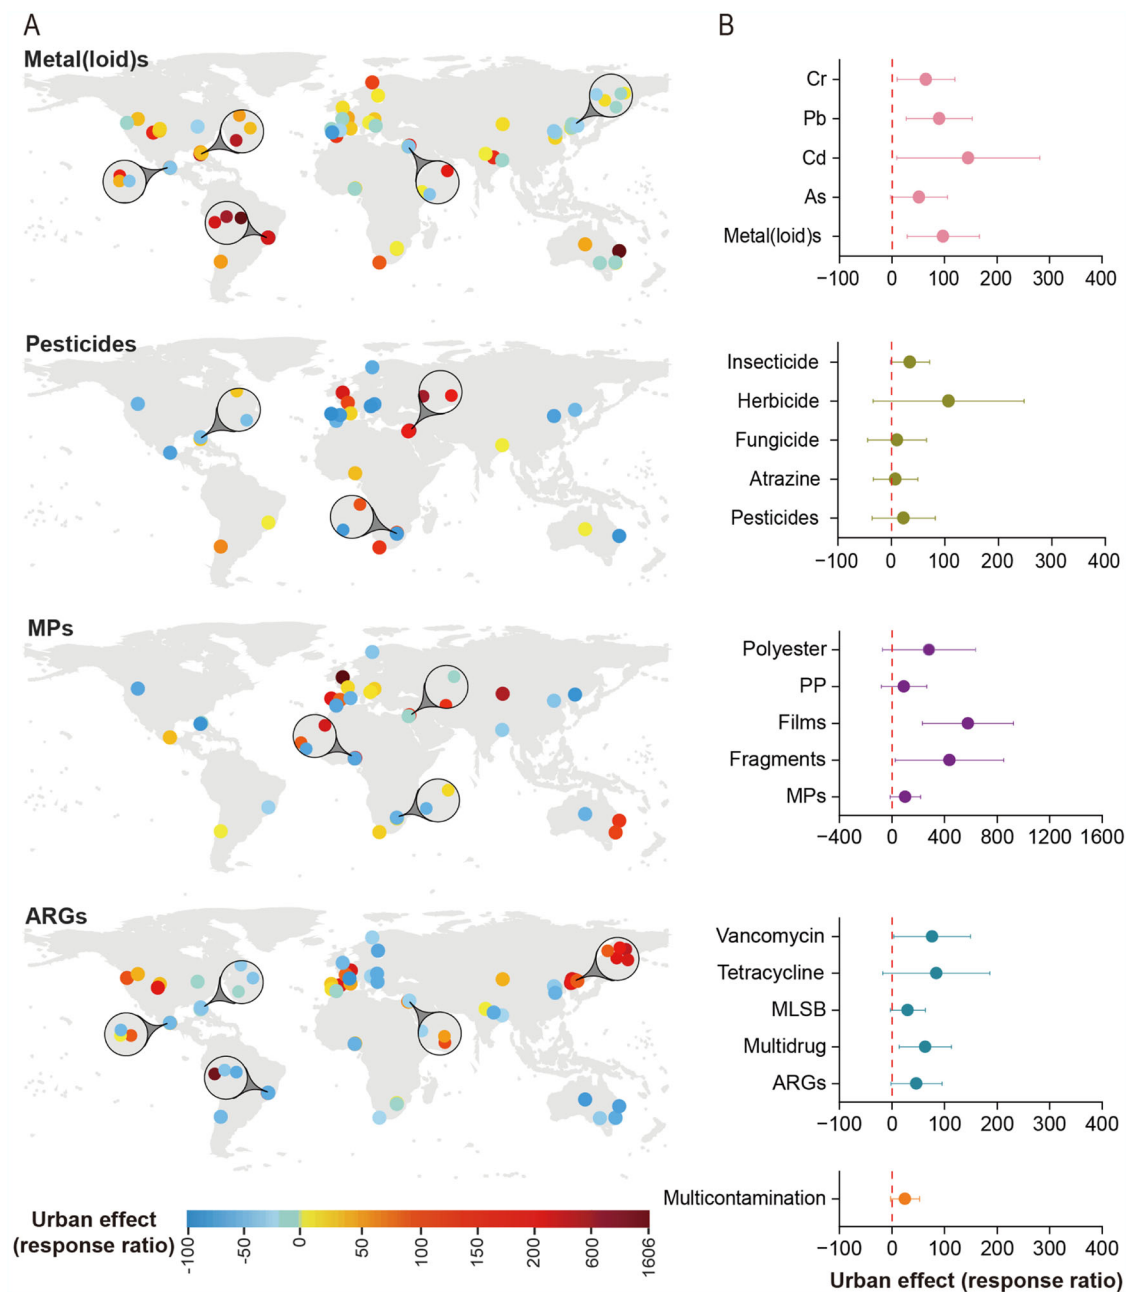 A
B
Metal(loid)s
Cr
Pb
Cd
As
Metal(loid)s
−100 0 100 200 300 400
Pesticides
Insecticide
Herbicide
Fungicide
Atrazine
Pesticides
−100 0 100 200 300 400
MPs
Polyester
PP
Films
Fragments
MPs
−400 0 400 800 1200 1600
ARGs
Vancomycin
Tetracycline
MLSB
Multidrug
ARGs
−100 0 100 200 300 400
Multicontamination
−100 0 100 200 300 400
Urban effect (response ratio)
Urban effect
(response ratio)
-100 -50 0 50 100 150 200 600 1606